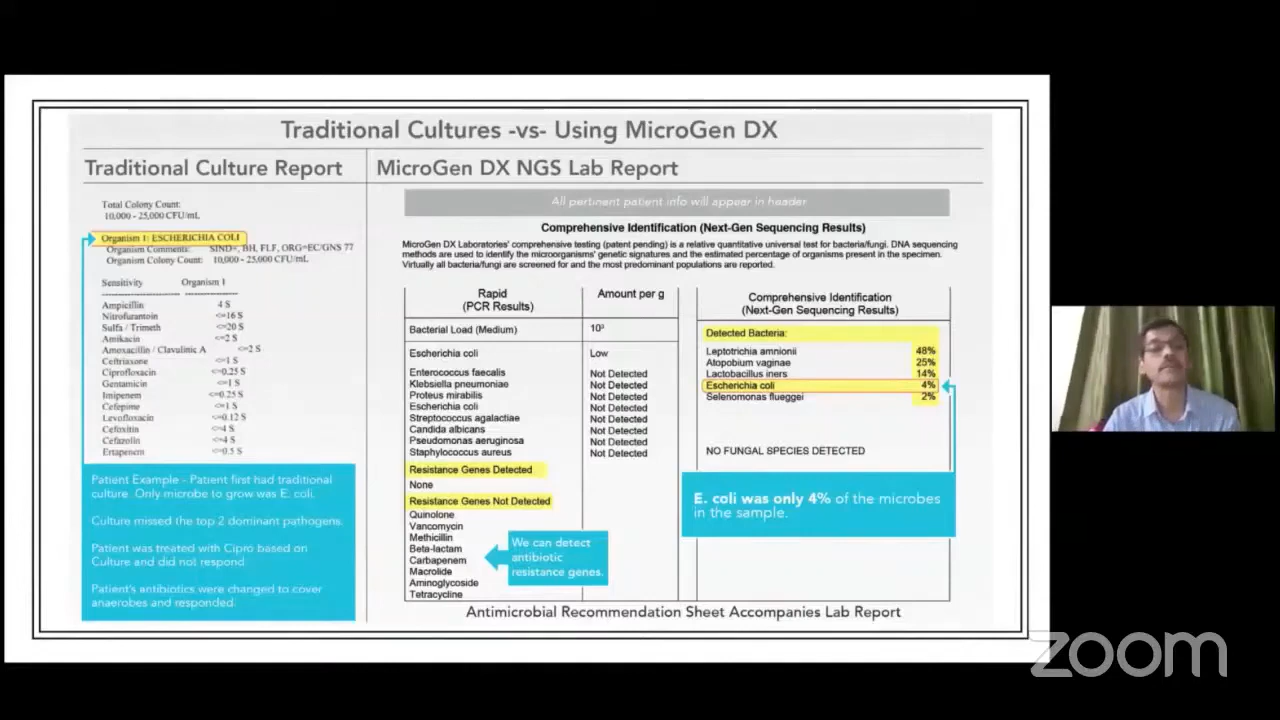 Traditional Cultures -vs- Using MicroGen DX
Traditional Culture Report
Total Colony Count:
10,000 - 25,000 CFU/mL
Organism 1: ESCHERICHIA COLI
Organism Comments: SIND=, BH, FLF, ORG=EC/GNS 77
Organism Colony Count: 10,000 - 25,000 CFU/mL
Sensitivity Organism 1
Ampicillin 4 S
Nitrofurantoin <=16 S
Sulfa / Trimeth <=20 S
Amikacin <=2 S
Amoxacillin / Clavulinic A <=2 S
Ceftriaxone <=1 S
Ciprofloxacin <=0.25 S
Gentamicin <=1 S
Imipenem <=0.25 S
Cefepime <=1 S
Levofloxacin <=0.12 S
Cefoxitin <=4 S
Cefazolin <=4 S
Ertapenem <=0.5 S
Patient Example - Patient first had traditional
culture. Only microbe to grow was E. coli.
Culture missed the top 2 dominant pathogens.
Patient was treated with Cipro based on
Culture and did not respond
Patient's antibiotics were changed to cover
anaerobes and responded.
MicroGen DX NGS Lab Report
All pertinent patient info will appear in header
Comprehensive Identification (Next-Gen Sequencing Results)
MicroGen DX Laboratories' comprehensive testing (patent pending) is a relative quantitative universal test for bacteria/fungi. DNA sequencing
methods are used to identify the microorganisms' genetic signatures and the estimated percentage of organisms present in the specimen.
Virtually all bacteria/fungi are screened for and the most predominant populations are reported.
Rapid Amount per g
(PCR Results)
Bacterial Load (Medium) 10³
Escherichia coli Low
Enterococcus faecalis Not Detected
Klebsiella pneumoniae Not Detected
Proteus mirabilis Not Detected
Escherichia coli Not Detected
Streptococcus agalactiae Not Detected
Candida albicans Not Detected
Pseudomonas aeruginosa Not Detected
Staphylococcus aureus Not Detected
Resistance Genes Detected
None
Resistance Genes Not Detected
Quinolone
Vancomycin
Methicillin
Beta-lactam
Carbapenem
Macrolide
Aminoglycoside
Tetracycline
We can detect
antibiotic
resistance genes.
Comprehensive Identification
(Next-Gen Sequencing Results)
Detected Bacteria:
Leptotrichia amnionii 48%
Atopobium vaginae 25%
Lactobacillus iners 14%
Escherichia coli 4%
Selenomonas flueggei 2%
NO FUNGAL SPECIES DETECTED
E. coli was only 4% of the microbes
in the sample.
Antimicrobial Recommendation Sheet Accompanies Lab Report
zoom